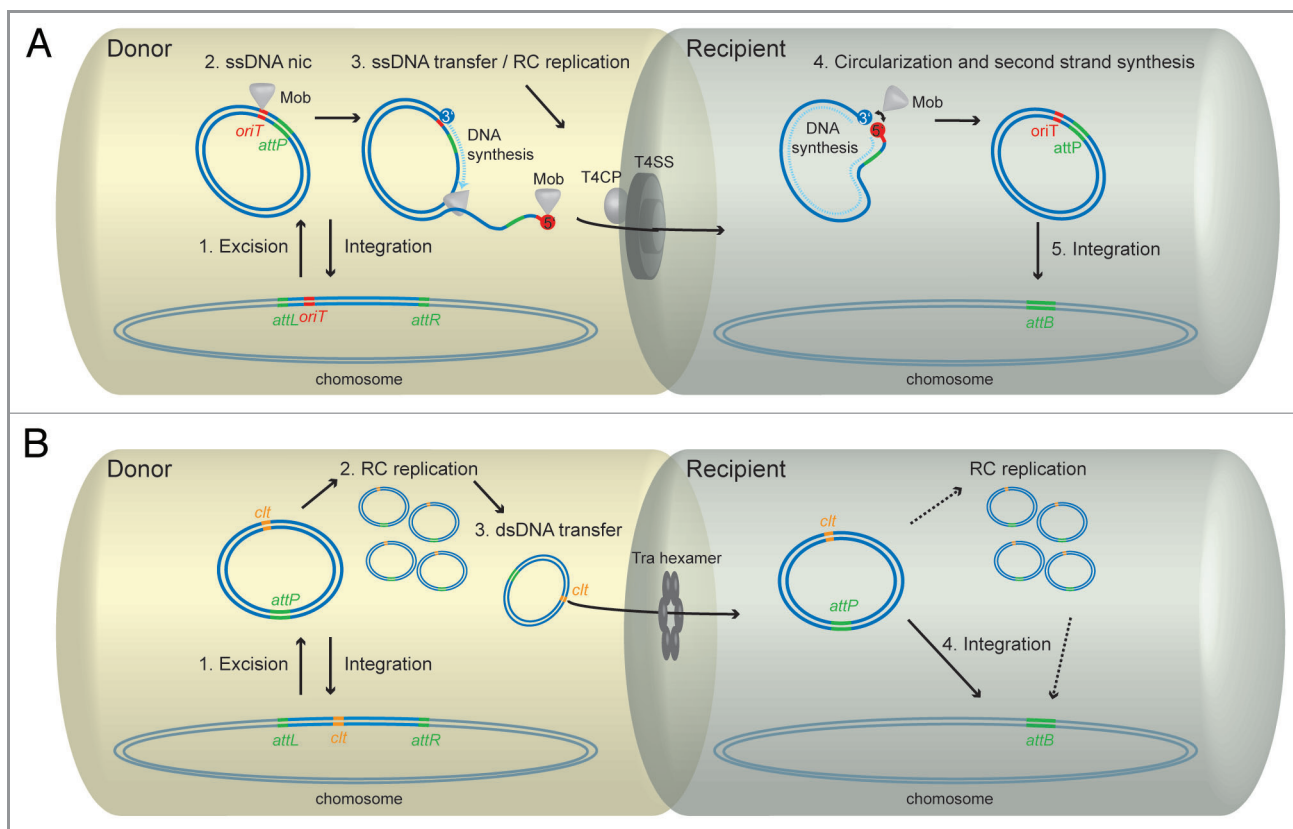 A
Donor
Recipient
2. ssDNA nic
3. ssDNA transfer / RC replication
4. Circularization and second strand synthesis
Mob
oriT
attP
3'
DNA
synthesis
Mob
5'
T4CP
T4SS
DNA
synthesis
3'
5'
Mob
oriT
attP
1. Excision
Integration
5. Integration
attL
oriT
attR
attB
chomosome
chomosome
B
Donor
Recipient
2. RC replication
RC replication
clt
3. dsDNA transfer
clt
Tra hexamer
clt
attP
attP
1. Excision
Integration
4. Integration
attL
clt
attR
attB
chomosome
chomosome